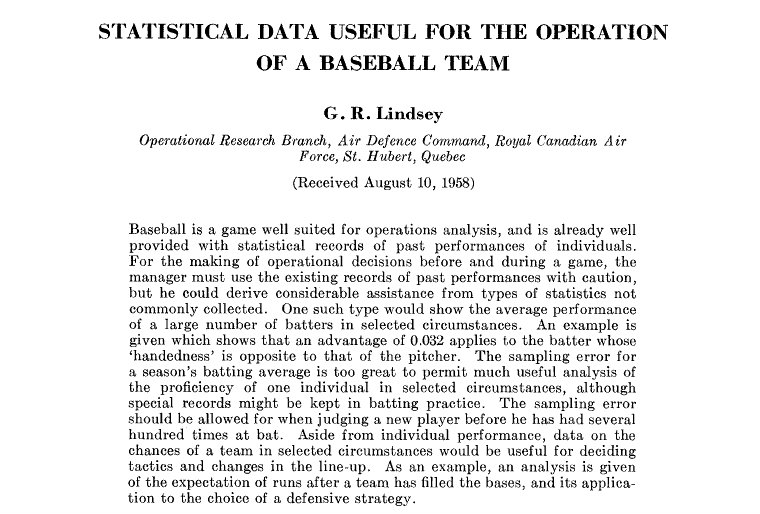 STATISTICAL DATA USEFUL FOR THE OPERATION
OF A BASEBALL TEAM
G. R. Lindsey
Operational Research Branch, Air Defence Command, Royal Canadian Air
Force, St. Hubert, Quebec
(Received August 10, 1958)
Baseball is a game well suited for operations analysis, and is already well
provided with statistical records of past performances of individuals.
For the making of operational decisions before and during a game, the
manager must use the existing records of past performances with caution,
but he could derive considerable assistance from types of statistics not
commonly collected. One such type would show the average performance
of a large number of batters in selected circumstances. An example is
given which shows that an advantage of 0.032 applies to the batter whose
‘handedness’ is opposite to that of the pitcher. The sampling error for
a season's batting average is too great to permit much useful analysis of
the proficiency of one individual in selected circumstances, although
special records might be kept in batting practice. The sampling error
should be allowed for when judging a new player before he has had several
hundred times at bat. Aside from individual performance, data on the
chances of a team in selected circumstances would be useful for deciding
tactics and changes in the line-up. As an example, an analysis is given
of the expectation of runs after a team has filled the bases, and its applica-
tion to the choice of a defensive strategy.